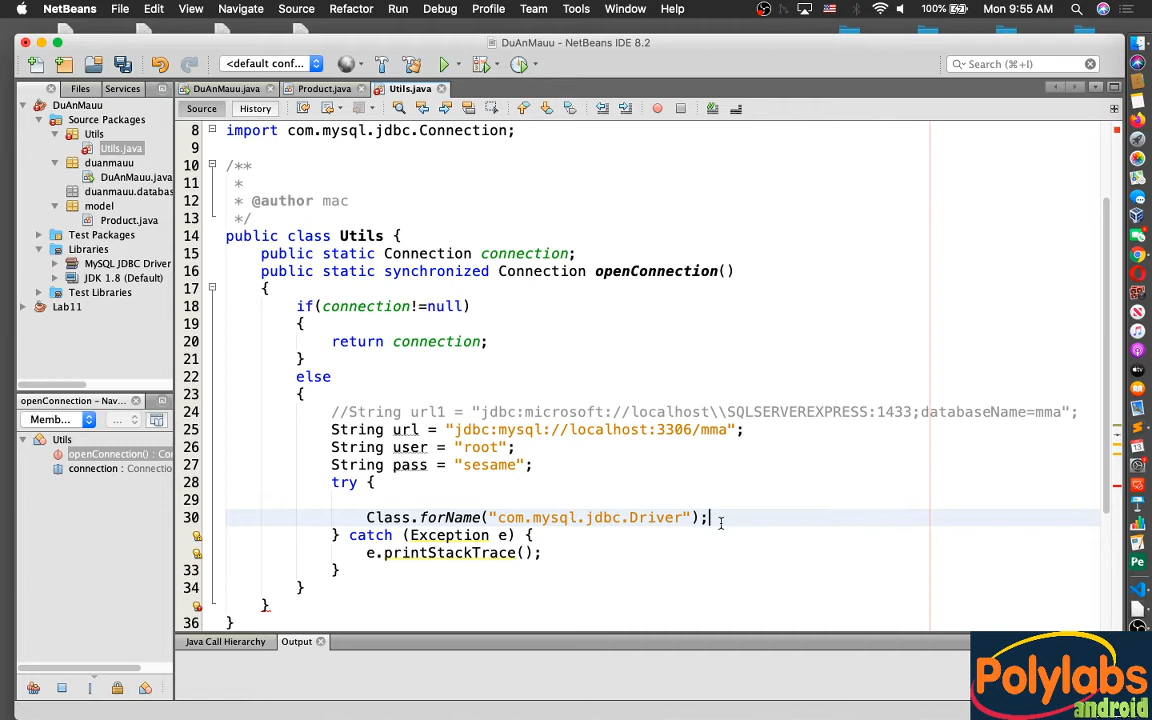 NetBeans File Edit View Navigate Source Refactor Run Debug Profile Team Tools Window Help 100% Mon 9:55 AM
DuAnMauu - NetBeans IDE 8.2
<default conf... Search (⌘+I)
Files Services DuAnMauu.java Product.java Utils.java
Source History
DuAnMauu
Source Packages
Utils
Utils.java
duanmauu
DuAnMauu.java
duanmauu.databas
model
Product.java
Test Packages
Libraries
MySQL JDBC Driver
JDK 1.8 (Default)
Test Libraries
Lab11
openConnection - Nav...
Memb... ...
Utils
openConnection() : Co
connection : Connectio
8 import com.mysql.jdbc.Connection;
9
10 /**
11 *
12 * @author mac
13 */
14 public class Utils {
15 public static Connection connection;
16 public static synchronized Connection openConnection()
17 {
18 if(connection!=null)
19 {
20 return connection;
21 }
22 else
23 {
24 //String url1 = "jdbc:microsoft://localhost\\SQLSERVEREXPRESS:1433;databaseName=mma";
25 String url = "jdbc:mysql://localhost:3306/mma";
26 String user = "root";
27 String pass = "sesame";
28 try {
29
30 Class.forName("com.mysql.jdbc.Driver");
} catch (Exception e) {
e.printStackTrace();
33 }
34 }
}
36 }
Java Call Hierarchy Output
Polylabs
android